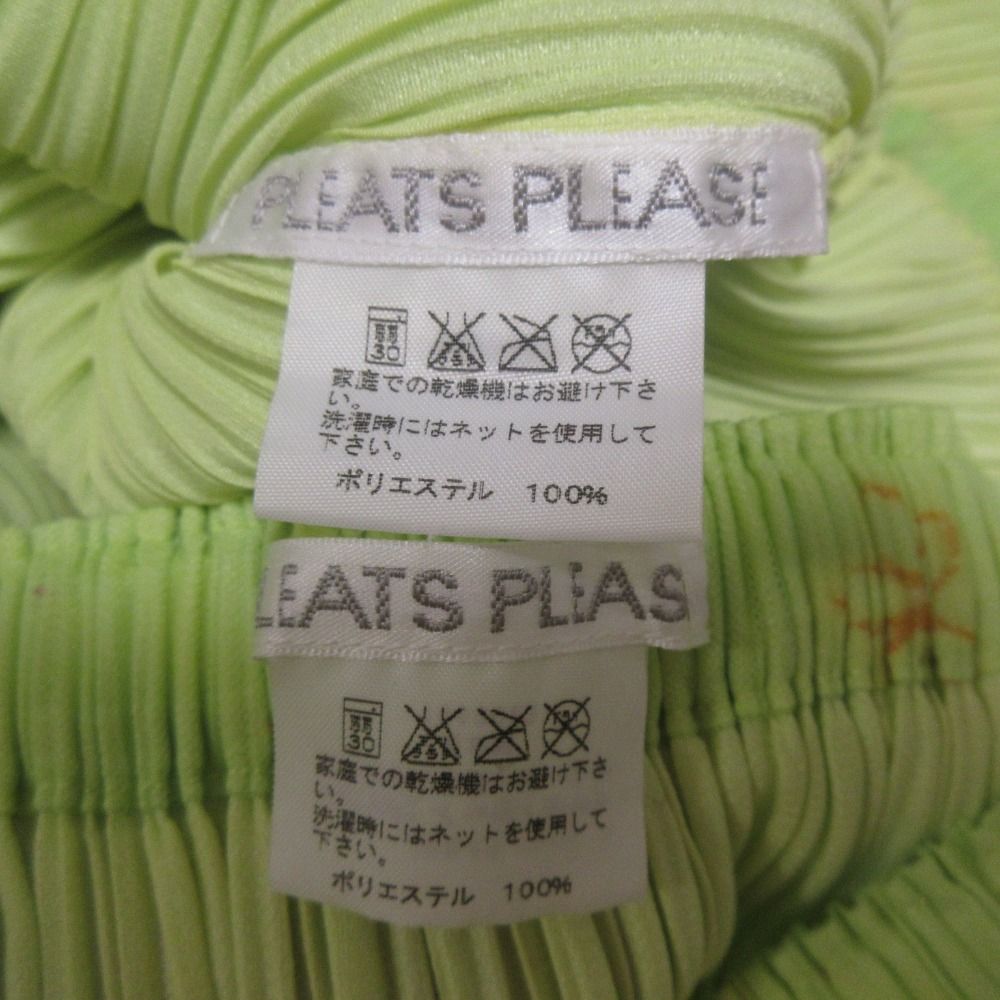 PLEATS PLEASE
弱
30
家庭での乾燥機はお避け下さ
い。
洗濯時にはネットを使用して
下さい。
ポリエステル 100%
LEATS PLEAS
弱
30
家庭での乾燥機はお避け下さ
い。
洗濯時にはネットを使用して
下さい。
ポリエステル 100%